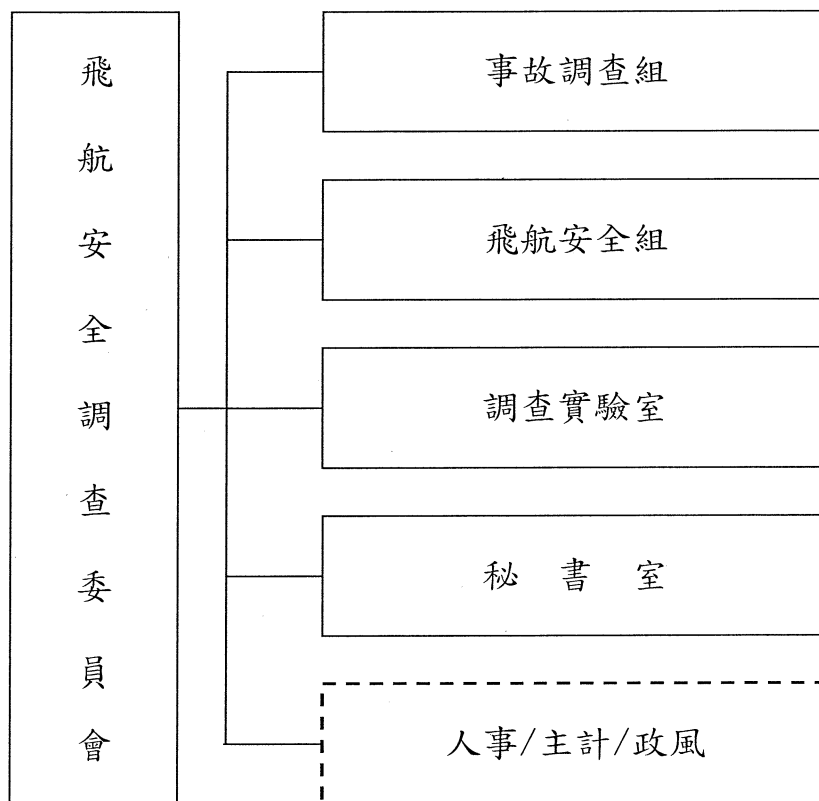 飛航安全調查委員會
事故調查組
飛航安全組
調查實驗室
秘書室
人事/主計/政風